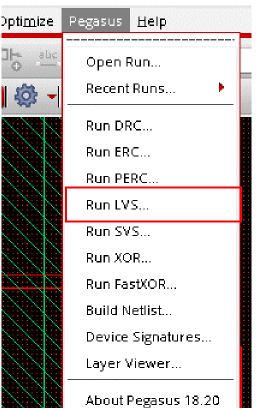 Optimize Pegasus Help
abc
Open Run...
Recent Runs...
Run DRC...
Run ERC...
Run PERC...
Run LVS...
Run SVS...
Run XOR...
Run FastXOR...
Build Netlist...
Device Signatures...
Layer Viewer...
About Pegasus 18.20